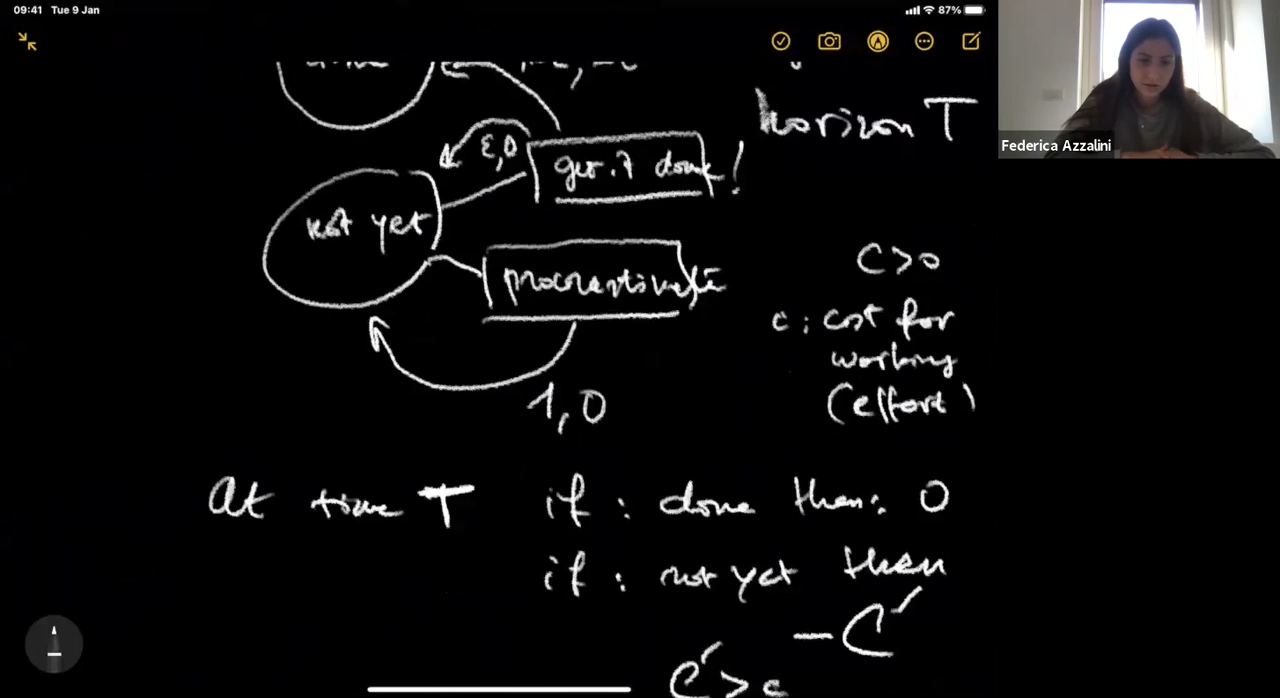 09:41 Tue 9 Jan
87%
Federica Azzalini
horizon T
ε,0
get it done!
not yet
procrastinate
C>0
c: cost for
working
(effort)
1,0
At time T if: done then: 0
if: not yet then
-C'
C'>c